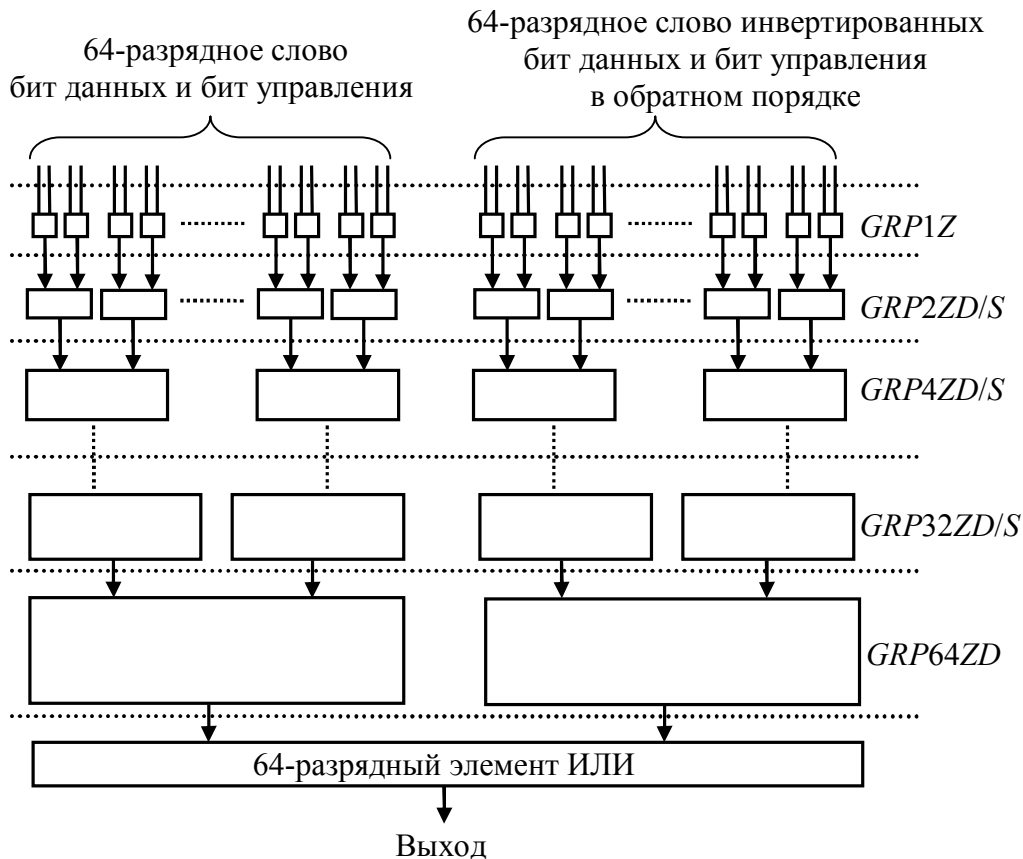 64-разрядное слово
бит данных и бит управления
64-разрядное слово инвертированных
бит данных и бит управления
в обратном порядке
GRP1Z
GRP2ZD/S
GRP4ZD/S
GRP32ZD/S
GRP64ZD
64-разрядный элемент ИЛИ
Выход